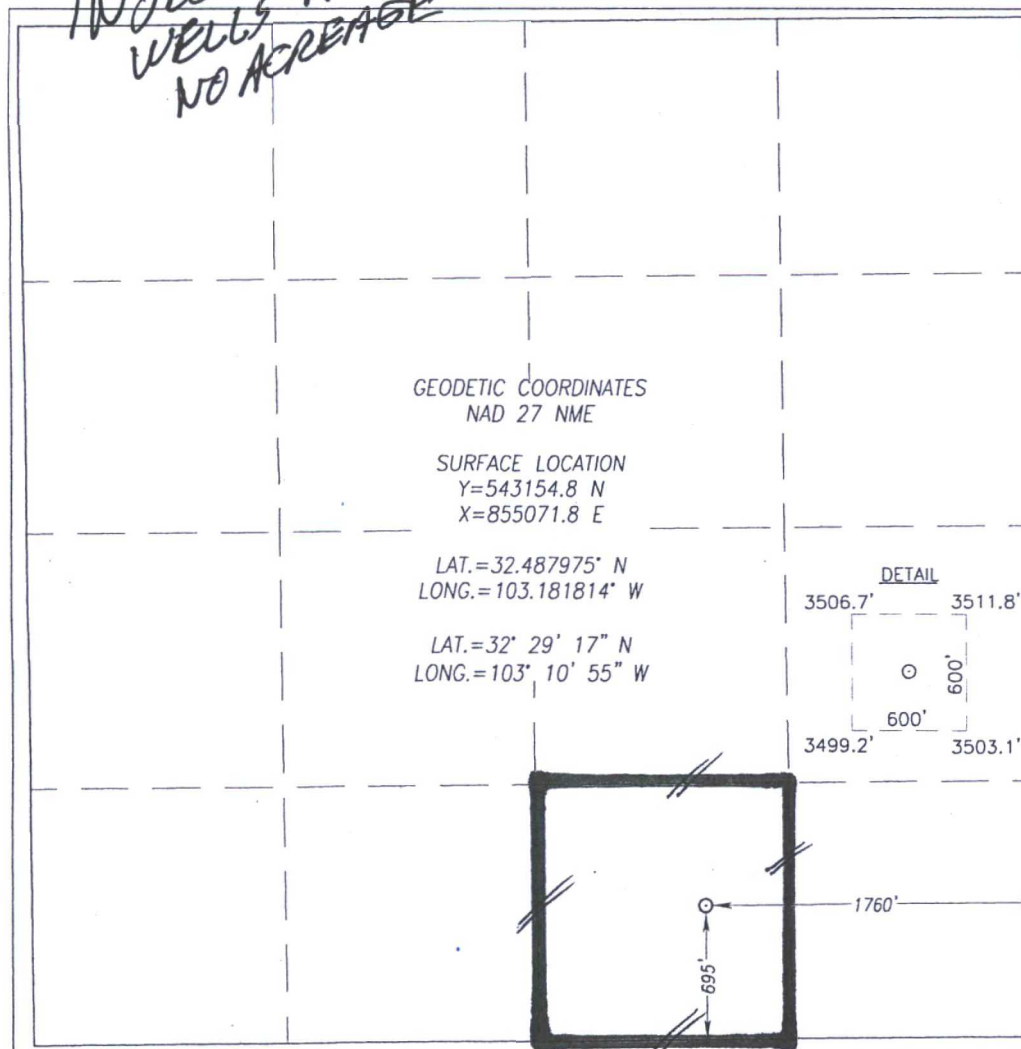 WELLS
NO ACREAGE
GEODETIC COORDINATES
NAD 27 NME
SURFACE LOCATION
Y=543154.8 N
X=855071.8 E
LAT.=32.487975° N
LONG.=103.181814° W
LAT.=32° 29' 17" N
LONG.=103° 10' 55" W
DETAIL
3506.7' 3511.8'
600'
600'
3499.2' 3503.1'
1760'
695'